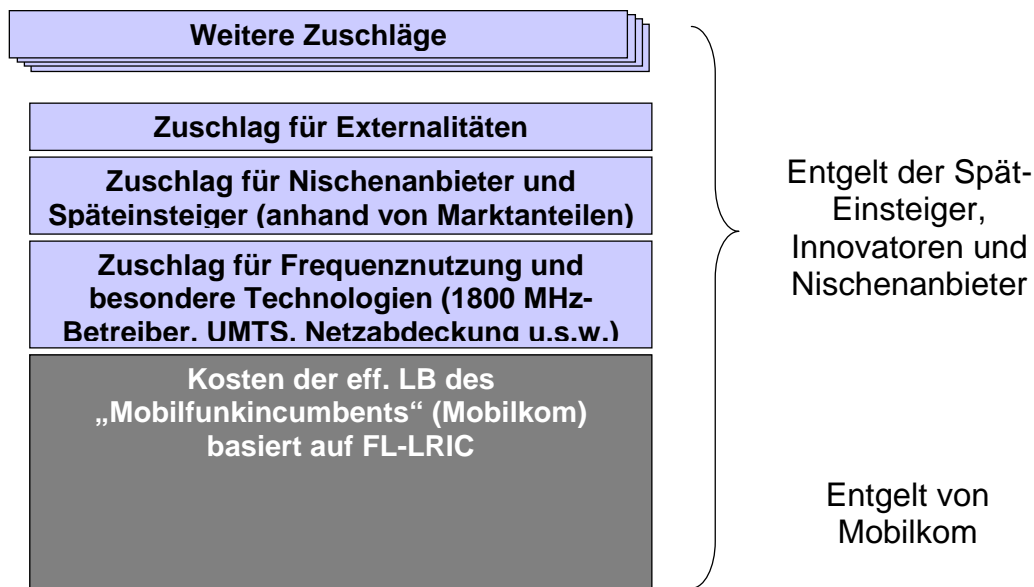 Weitere Zuschläge
Zuschlag für Externalitäten
Zuschlag für Nischenanbieter und
Späteinsteiger (anhand von Marktanteilen)
Zuschlag für Frequenznutzung und
besondere Technologien (1800 MHz-
Betreiber, UMTS, Netzabdeckung u.s.w.)
Kosten der eff. LB des
„Mobilfunkincumbents“ (Mobilkom)
basiert auf FL-LRIC
Entgelt der Spät-
Einsteiger,
Innovatoren und
Nischenanbieter
Entgelt von
Mobilkom